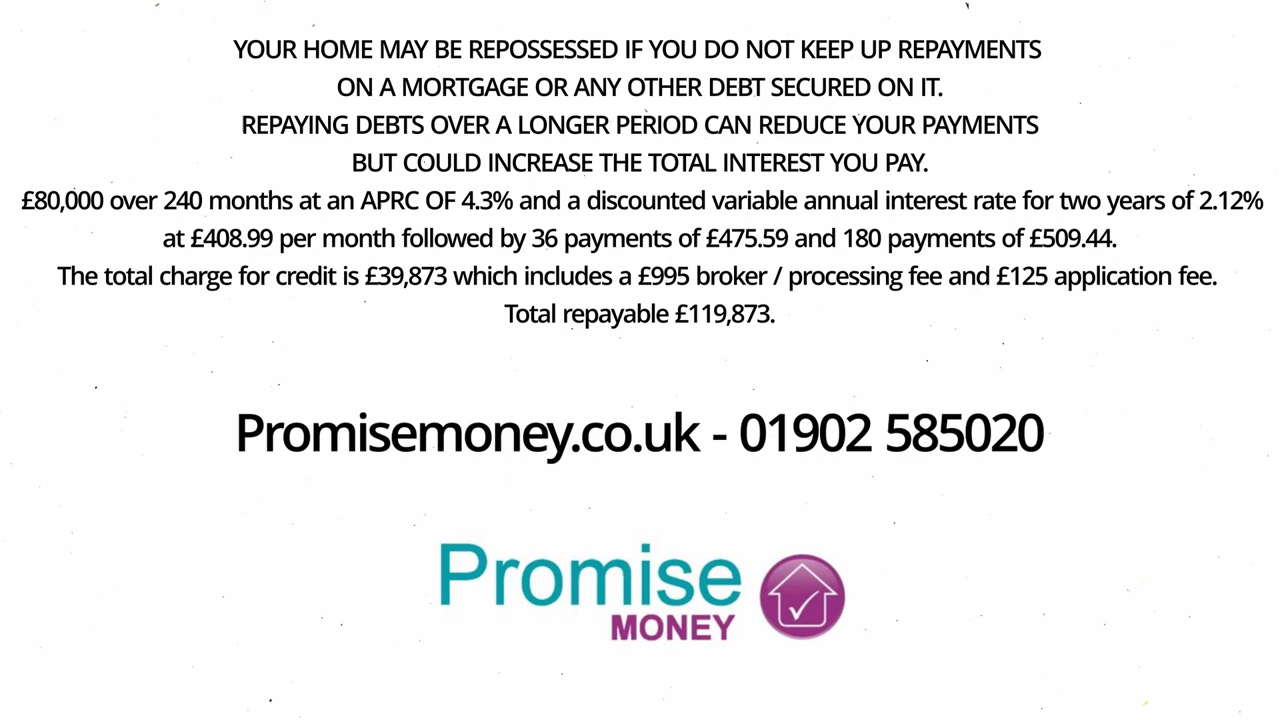 YOUR HOME MAY BE REPOSSESSED IF YOU DO NOT KEEP UP REPAYMENTS
ON A MORTGAGE OR ANY OTHER DEBT SECURED ON IT.
REPAYING DEBTS OVER A LONGER PERIOD CAN REDUCE YOUR PAYMENTS
BUT COULD INCREASE THE TOTAL INTEREST YOU PAY.
£80,000 over 240 months at an APRC OF 4.3% and a discounted variable annual interest rate for two years of 2.12%
at £408.99 per month followed by 36 payments of £475.59 and 180 payments of £509.44.
The total charge for credit is £39,873 which includes a £995 broker / processing fee and £125 application fee.
Total repayable £119,873.
Promisemoney.co.uk - 01902 585020
Promise
MONEY